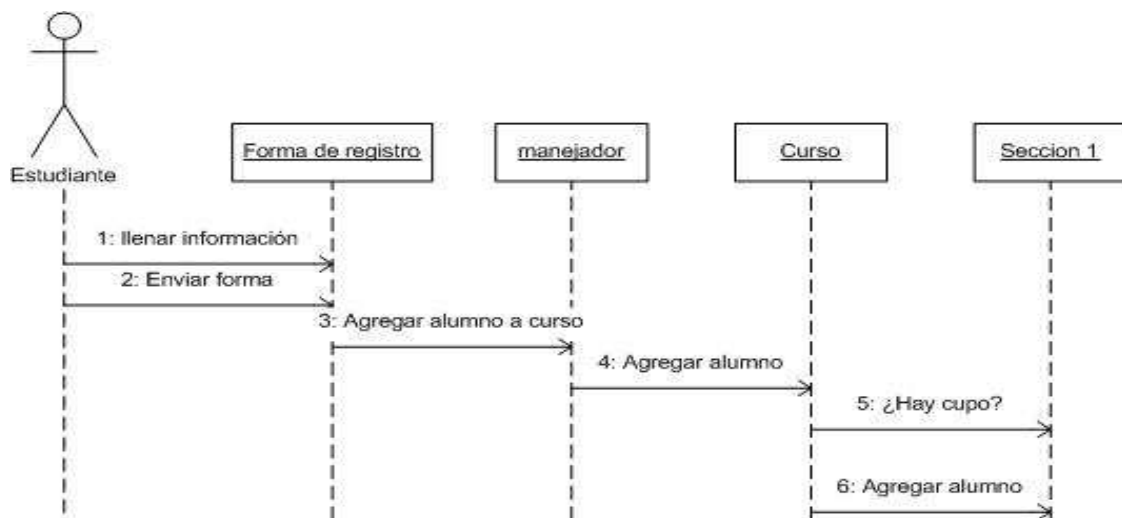 Estudiante
Forma de registro
manejador
Curso
Seccion 1
1: llenar información
2: Enviar forma
3: Agregar alumno a curso
4: Agregar alumno
5: ¿Hay cupo?
6: Agregar alumno